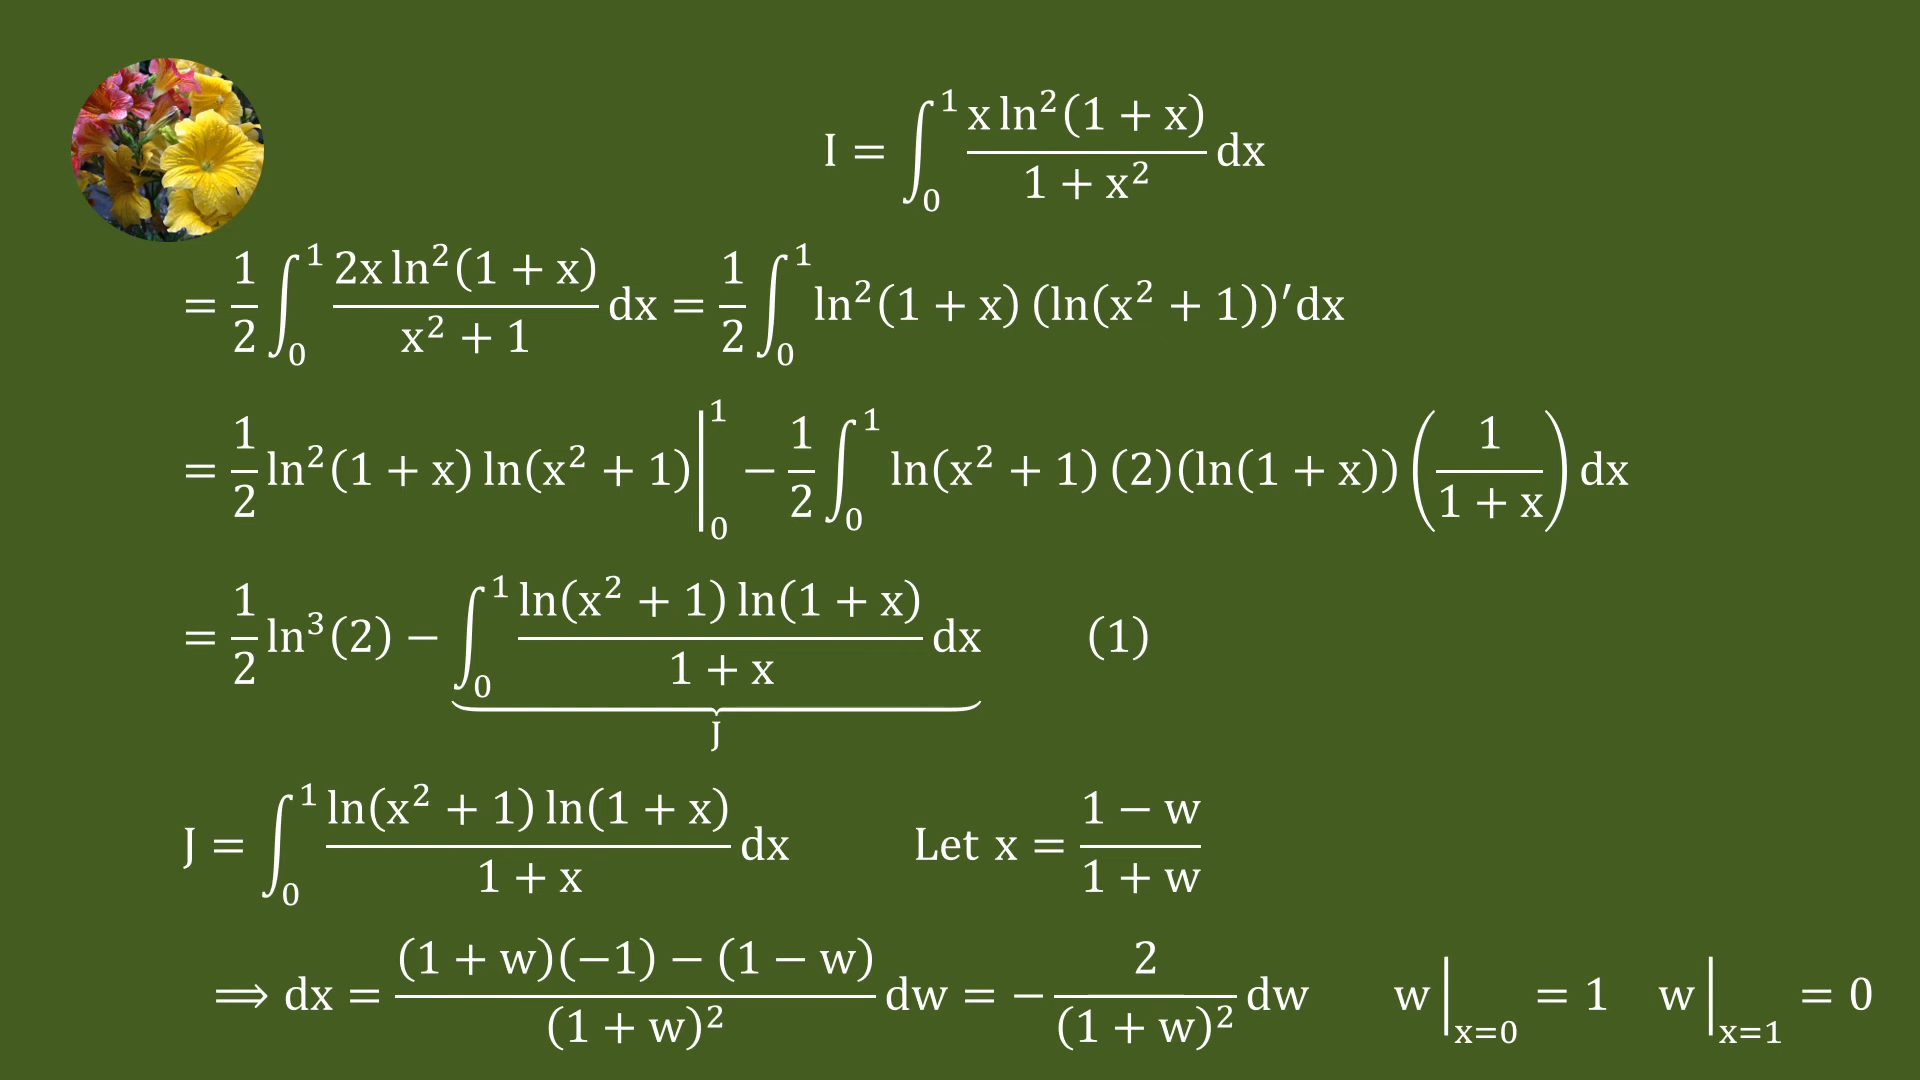 I = ∫₀¹ x ln²(1 + x) / (1 + x²) dx
= 1/2 ∫₀¹ 2x ln²(1 + x) / (x² + 1) dx = 1/2 ∫₀¹ ln²(1 + x) (ln(x² + 1))′dx
= 1/2 ln²(1 + x) ln(x² + 1)|₀¹ − 1/2 ∫₀¹ ln(x² + 1) (2)(ln(1 + x)) (1/(1 + x)) dx
= 1/2 ln³(2) − ∫₀¹ ln(x² + 1) ln(1 + x) / (1 + x) dx (1)
J
J = ∫₀¹ ln(x² + 1) ln(1 + x) / (1 + x) dx Let x = (1 − w)/(1 + w)
⟹ dx = ((1 + w)(−1) − (1 − w)) / (1 + w)² dw = − 2/(1 + w)² dw w|ₓ₌₀ = 1 w|ₓ₌₁ = 0